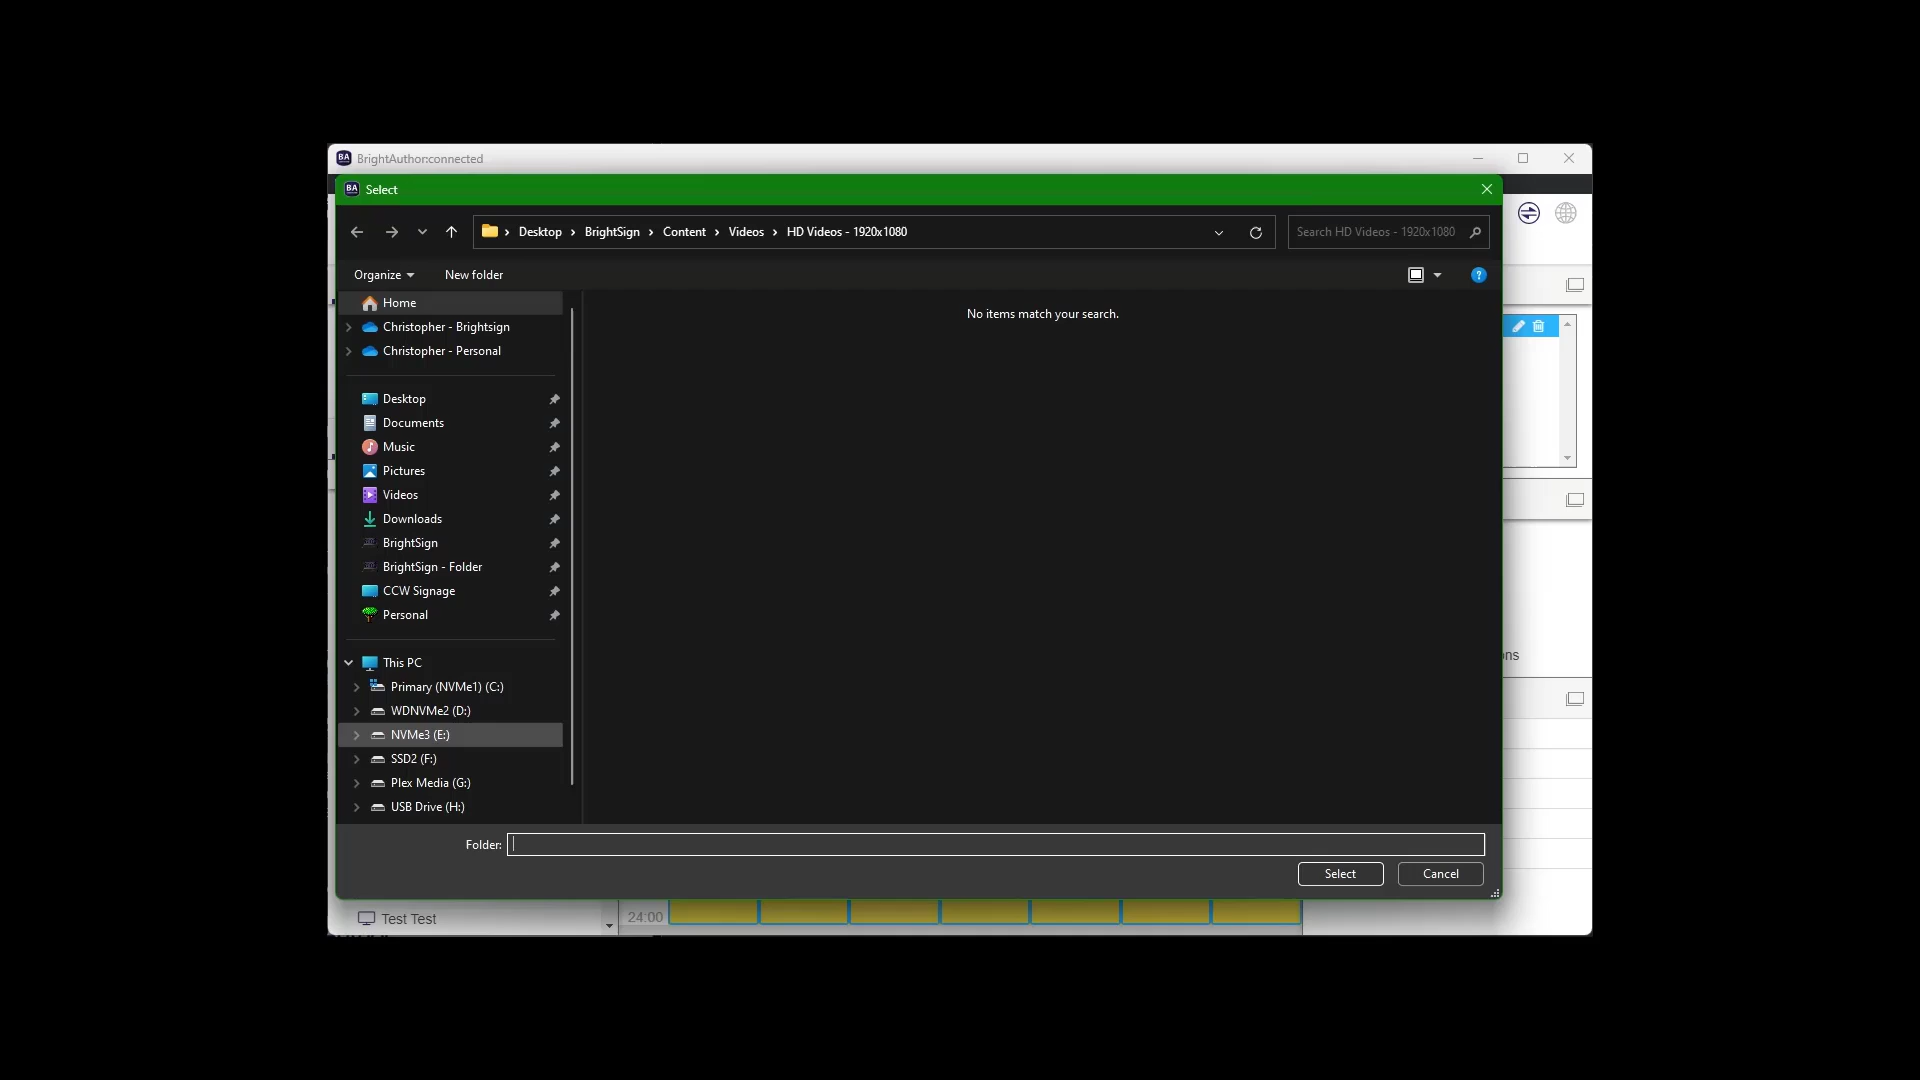 BA BrightAuthor:connected
BA Select
Desktop > BrightSign > Content > Videos > HD Videos - 1920x1080
Search HD Videos - 1920x1080
Organize
New folder
?
Home
Christopher - Brightsign
Christopher - Personal
Desktop
Documents
Music
Pictures
Videos
Downloads
BrightSign
BrightSign - Folder
CCW Signage
Personal
This PC
Primary (NVMe1) (C:)
WDNVMe2 (D:)
NVMe3 (E:)
SSD2 (F:)
Plex Media (G:)
USB Drive (H:)
No items match your search.
ns
Folder:
Select
Cancel
Test Test
24:00